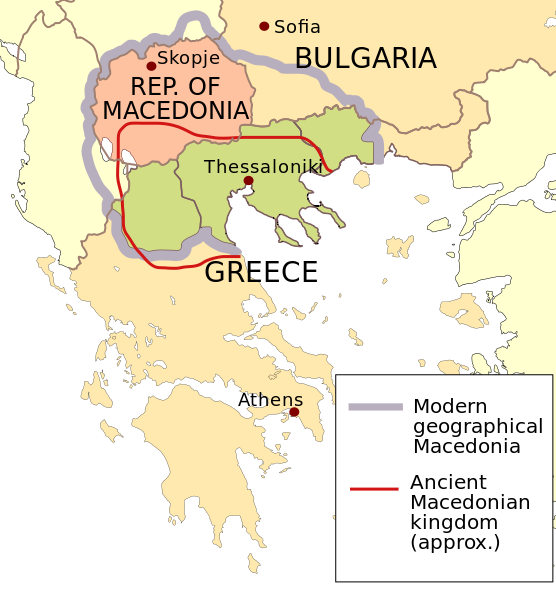 Sofia
BULGARIA
Skopje
REP. OF
MACEDONIA
Thessaloniki
GREECE
Athens
Modern
geographical
Macedonia
Ancient
Macedonian
kingdom
(approx.)